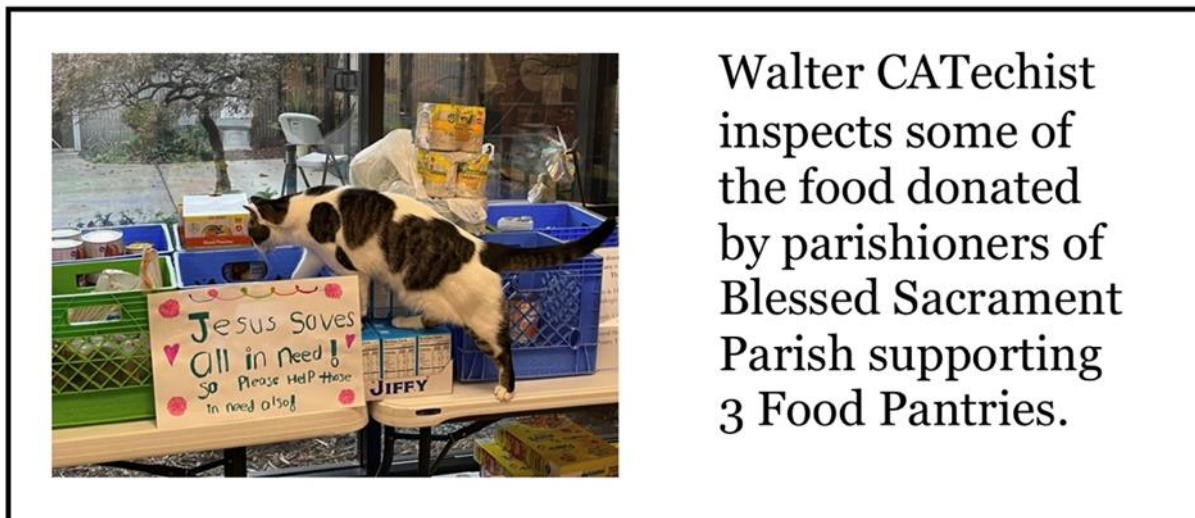 Jesus Saves
all in Need!
So Please HelP those
in need also!
JIFFY
Walter CATechist
inspects some of
the food donated
by parishioners of
Blessed Sacrament
Parish supporting
3 Food Pantries.